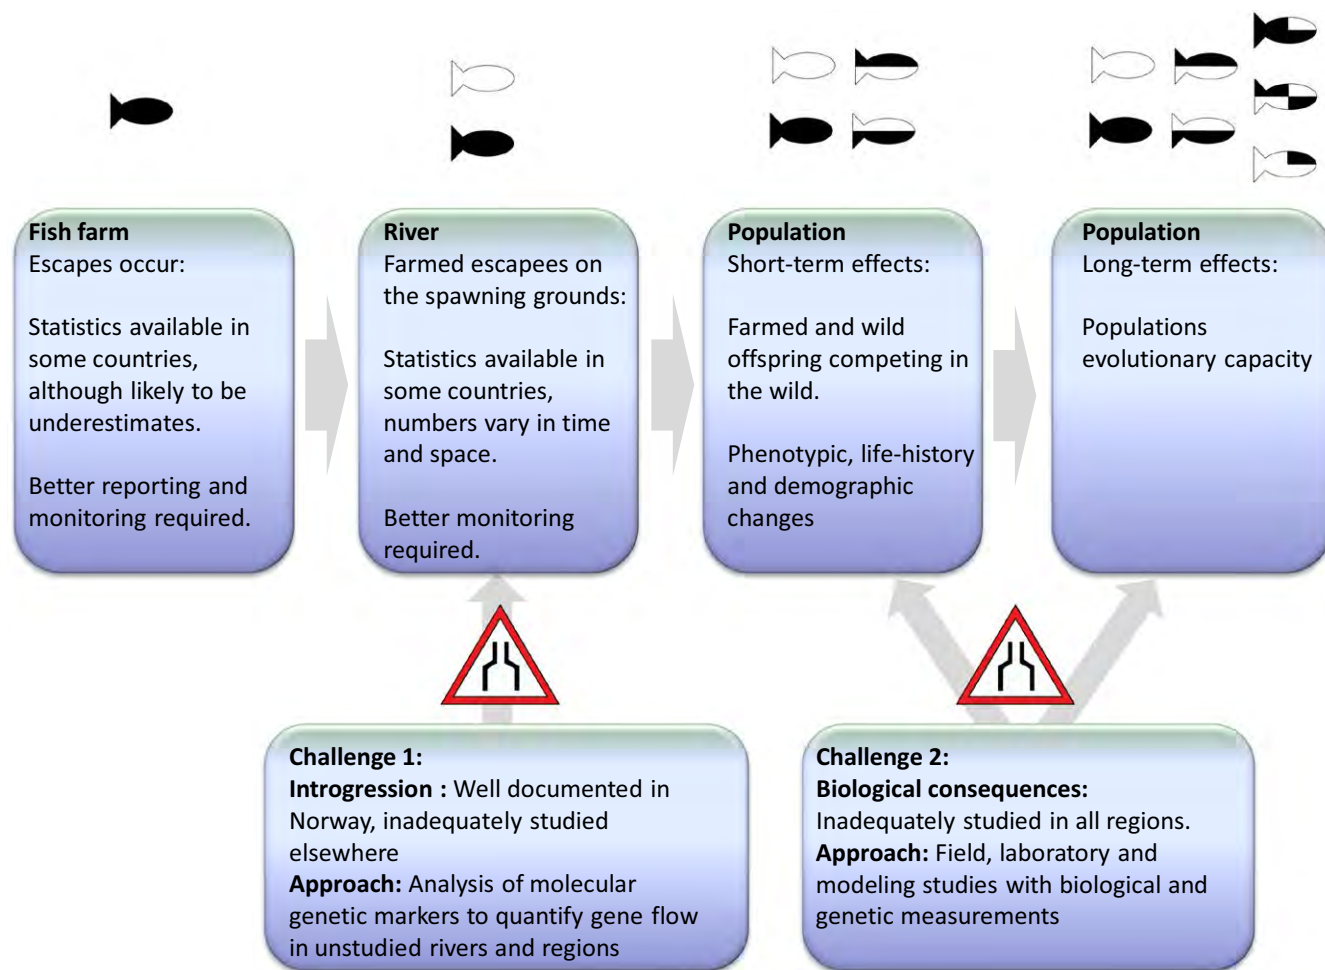 Fish farm
Escapes occur:
Statistics available in
some countries,
although likely to be
underestimates.
Better reporting and
monitoring required.
River
Farmed escapees on
the spawning grounds:
Statistics available in
some countries,
numbers vary in time
and space.
Better monitoring
required.
Population
Short-term effects:
Farmed and wild
offspring competing in
the wild.
Phenotypic, life-history
and demographic
changes
Population
Long-term effects:
Populations
evolutionary capacity
Challenge 1:
Introgression : Well documented in
Norway, inadequately studied
elsewhere
Approach: Analysis of molecular
genetic markers to quantify gene flow
in unstudied rivers and regions
Challenge 2:
Biological consequences:
Inadequately studied in all regions.
Approach: Field, laboratory and
modeling studies with biological and
genetic measurements